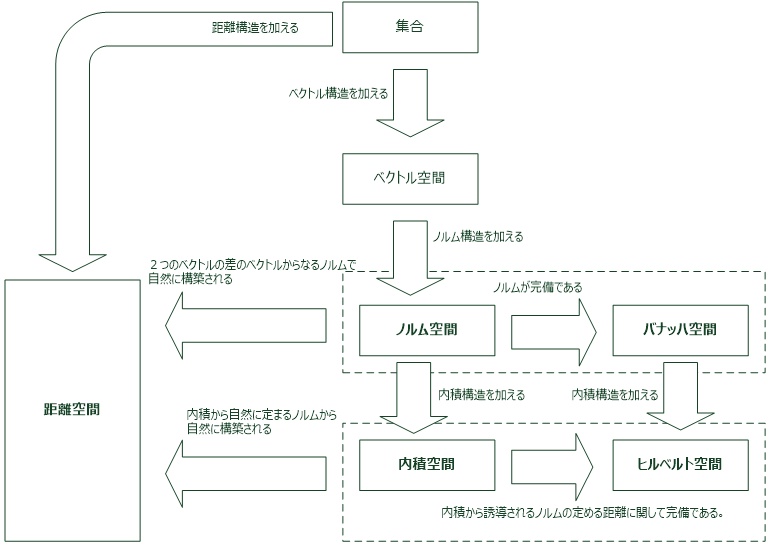 集合
距離構造を加える
ベクトル構造を加える
ベクトル空間
ノルム構造を加える
２つのベクトルの差のベクトルからなるノルムで
自然に構築される
ノルムが完備である
ノルム空間
バナッハ空間
距離空間
内積構造を加える
内積構造を加える
内積から自然に定まるノルムから
自然に構築される
内積空間
ヒルベルト空間
内積から誘導されるノルムの定める距離に関して完備である。